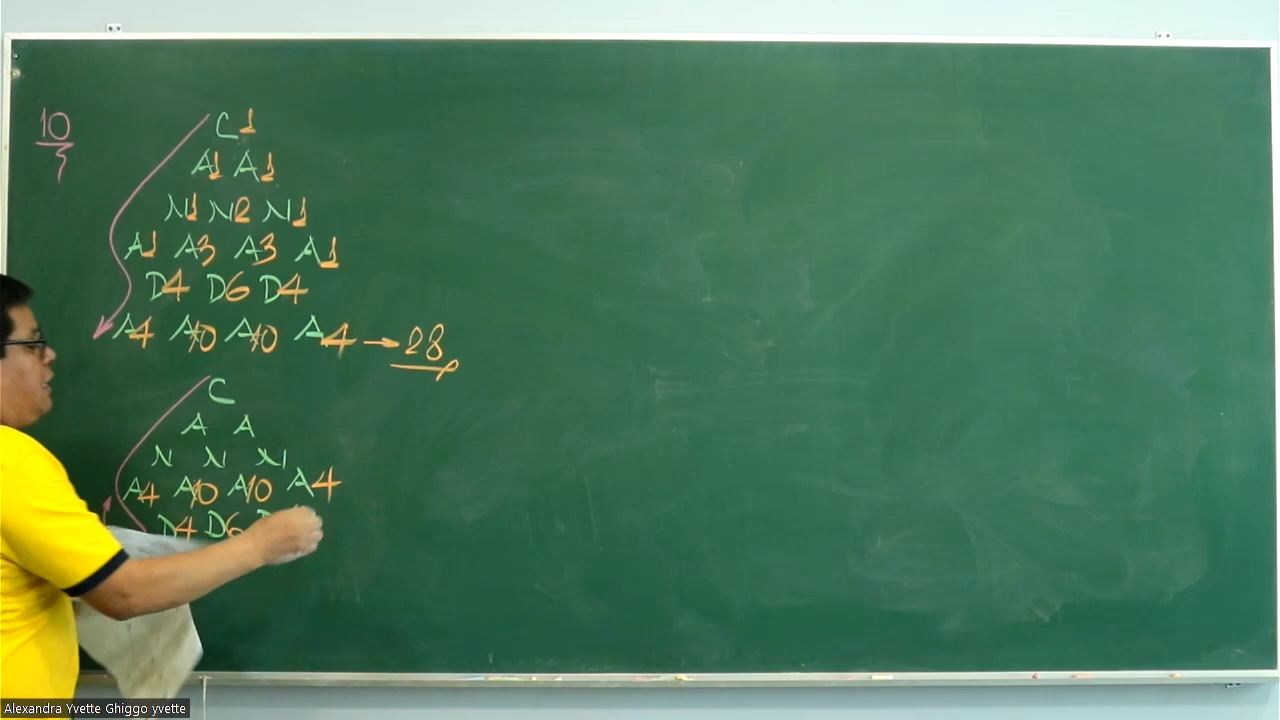 10
C1
A1 A1
N1 N2 N1
A1 A3 A3 A1
D4 D6 D4
A4 A10 A10 A4 → 28
C
A A
N N N
A4 A10 A10 A4
D4 D6
Alexandra Yvette Ghiggo yvette